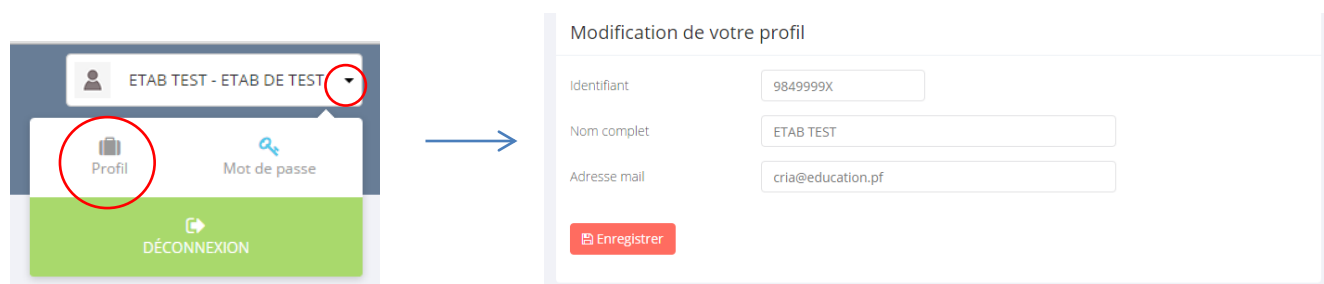 ETAB TEST - ETAB DE TEST
Profil
Mot de passe
DÉCONNEXION
Modification de votre profil
Identifiant
9849999X
Nom complet
ETAB TEST
Adresse mail
cria@education.pf
Enregistrer